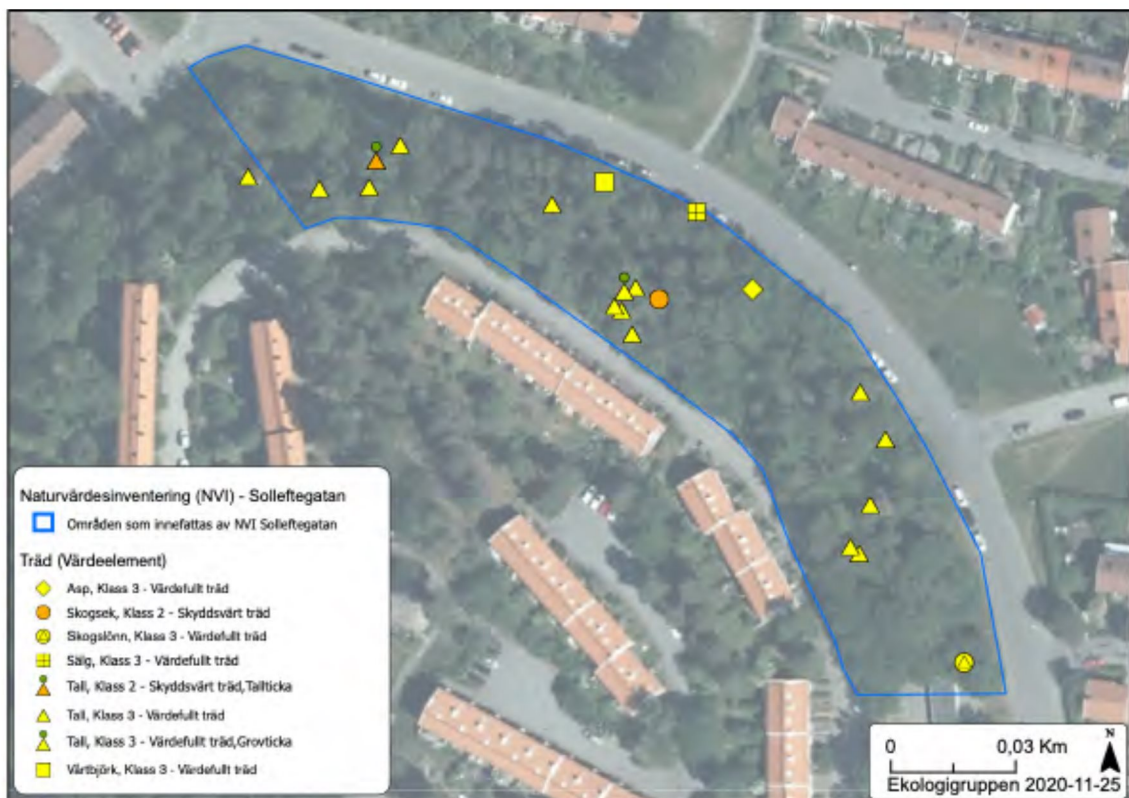 Naturvärdesinventering (NVI) - Solleftegatan
Områden som innefattas av NVI Solleftegatan
Träd (Värdeelement)
Asp, Klass 3 - Värdefullt träd
Skogsek, Klass 2 - Skyddsvärt träd
Skogslönn, Klass 3 - Värdefullt träd
Sälg, Klass 3 - Värdefullt träd
Tall, Klass 2 - Skyddsvärt träd,Tallticka
Tall, Klass 3 - Värdefullt träd
Tall, Klass 3 - Värdefullt träd,Grovticka
Vårtbjörk, Klass 3 - Värdefullt träd
0 0,03 Km
N
Ekologigruppen 2020-11-25